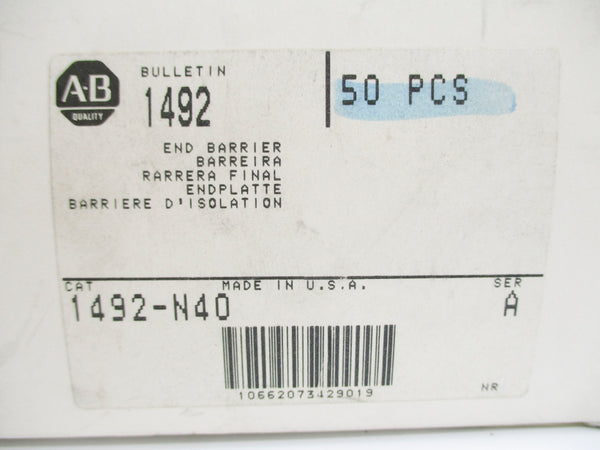 A-B
QUALITY
BULLETIN
1492
50 PCS
END BARRIER
BARREIRA
RARRERA FINAL
ENDPLATTE
BARRIERE D'ISOLATION
CAT MADE IN U.S.A. SER
1492-N40 A
10662073429019
NR